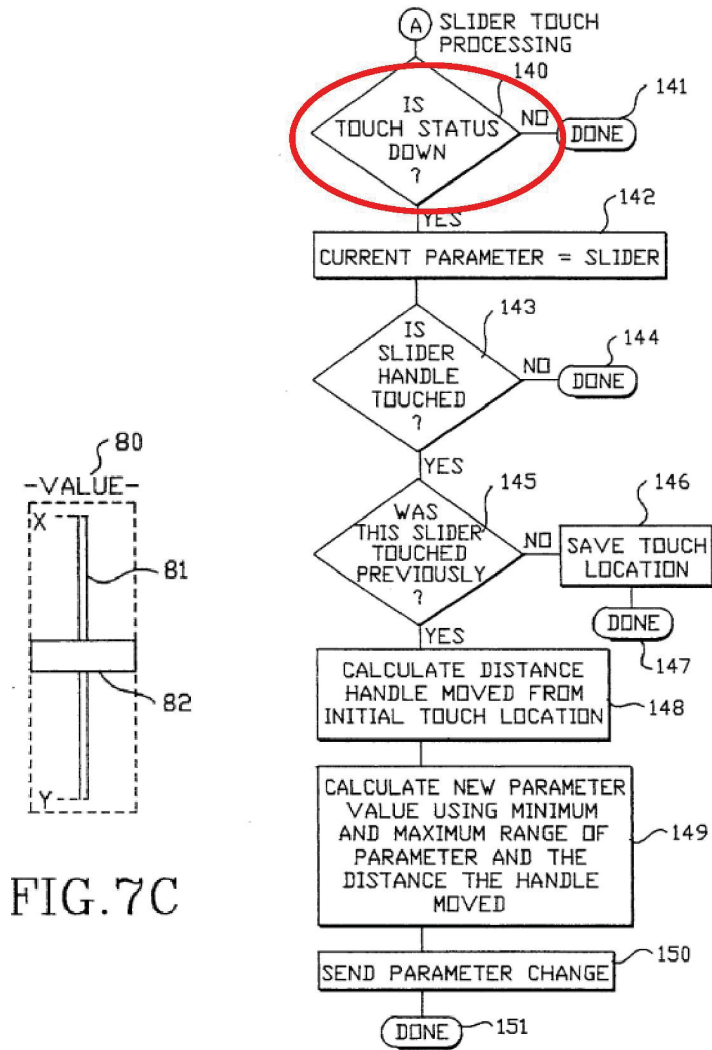 A
SLIDER TOUCH
PROCESSING
140
IS
TOUCH STATUS
DOWN
?
NO
141
DONE
YES
142
CURRENT PARAMETER = SLIDER
143
IS
SLIDER
HANDLE
TOUCHED
?
NO
144
DONE
YES
145
WAS
THIS SLIDER
TOUCHED
PREVIOUSLY
?
NO
146
SAVE TOUCH
LOCATION
DONE
147
YES
CALCULATE DISTANCE
HANDLE MOVED FROM
INITIAL TOUCH LOCATION
148
CALCULATE NEW PARAMETER
VALUE USING MINIMUM
AND MAXIMUM RANGE OF
PARAMETER AND THE
DISTANCE THE HANDLE
MOVED
149
SEND PARAMETER CHANGE
150
DONE
151
80
-VALUE-
X
81
82
Y
FIG.7C